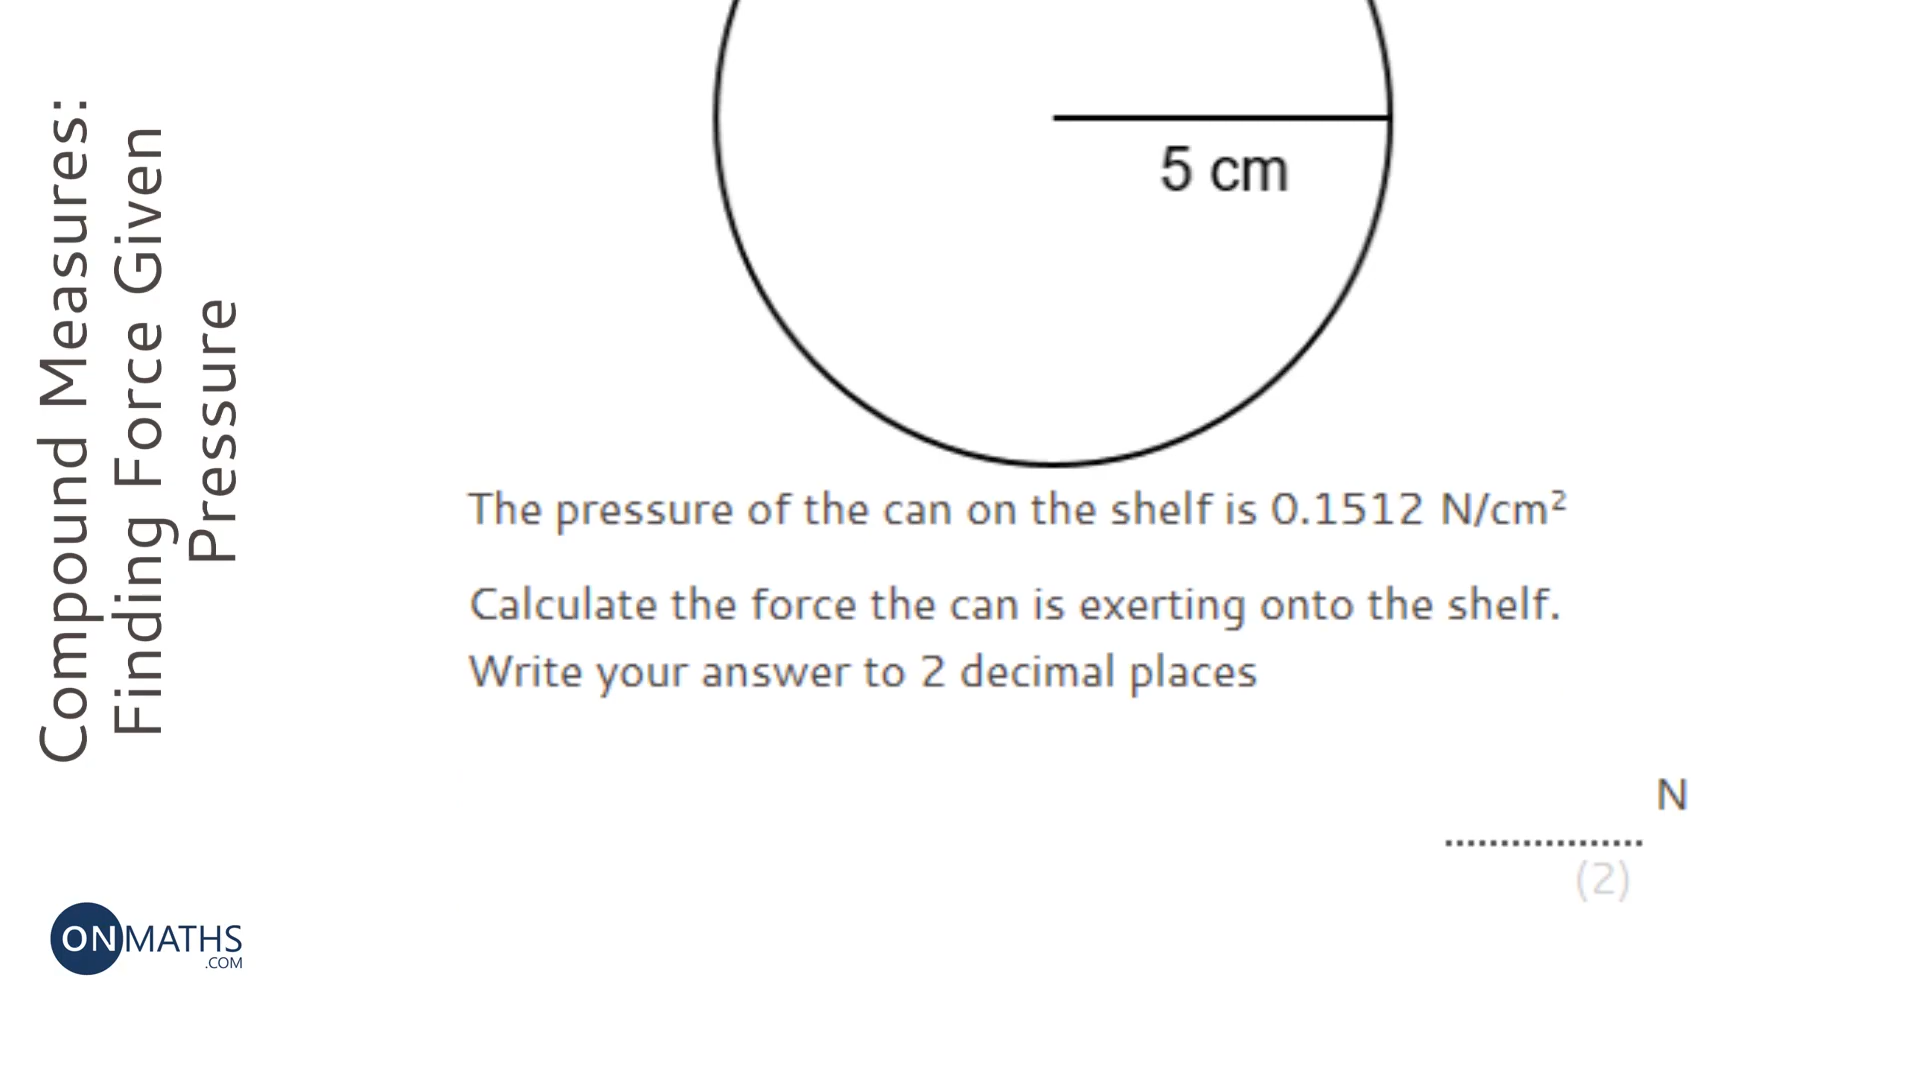 Compound Measures:
Finding Force Given
Pressure
5 cm
The pressure of the can on the shelf is 0.1512 N/cm²
Calculate the force the can is exerting onto the shelf.
Write your answer to 2 decimal places
N
..................
(2)
ONMATHS
.COM